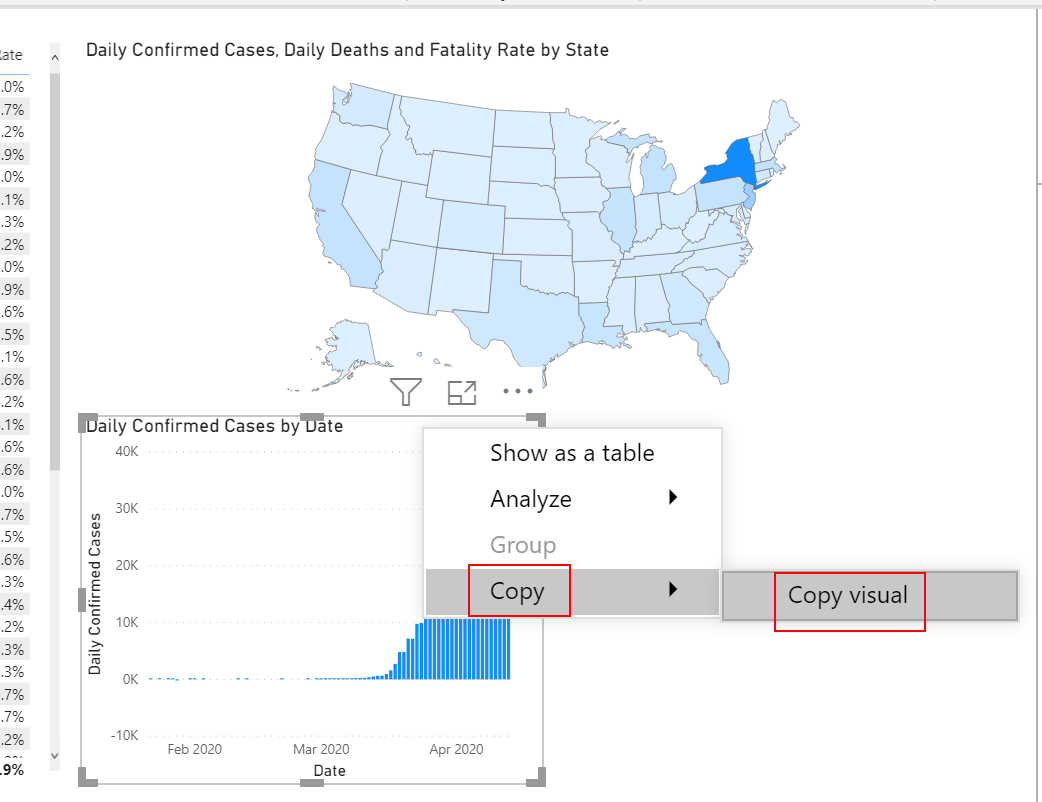 Daily Confirmed Cases, Daily Deaths and Fatality Rate by State
.0%
.7%
.2%
.9%
.0%
.1%
.3%
.2%
.0%
.9%
.6%
.5%
.1%
.6%
.2%
.1%
.6%
.6%
.0%
.7%
.5%
.6%
.3%
.4%
.2%
.3%
.3%
.7%
.7%
.2%
.9%
Daily Confirmed Cases by Date
40K
30K
20K
10K
0K
-10K
Daily Confirmed Cases
Feb 2020
Mar 2020
Apr 2020
Date
Show as a table
Analyze
Group
Copy
Copy visual